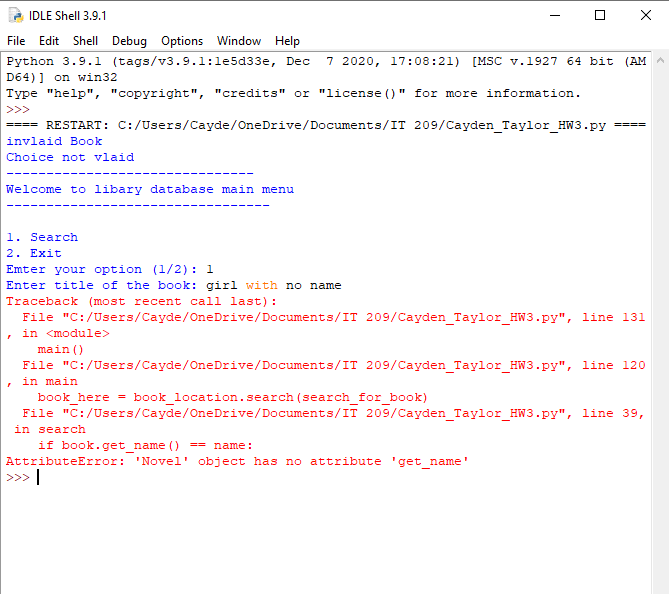 IDLE Shell 3.9.1
File Edit Shell Debug Options Window Help
Python 3.9.1 (tags/v3.9.1:1e5d33e, Dec  7 2020, 17:08:21) [MSC v.1927 64 bit (AM
D64)] on win32
Type "help", "copyright", "credits" or "license()" for more information.
>>>
==== RESTART: C:/Users/Cayde/OneDrive/Documents/IT 209/Cayden_Taylor_HW3.py ====
invlaid Book
Choice not vlaid
-------------------------------
Welcome to libary database main menu
---------------------------------
1. Search
2. Exit
Emter your option (1/2): 1
Enter title of the book: girl with no name
Traceback (most recent call last):
  File "C:/Users/Cayde/OneDrive/Documents/IT 209/Cayden_Taylor_HW3.py", line 131
, in <module>
    main()
  File "C:/Users/Cayde/OneDrive/Documents/IT 209/Cayden_Taylor_HW3.py", line 120
, in main
    book_here = book_location.search(search_for_book)
  File "C:/Users/Cayde/OneDrive/Documents/IT 209/Cayden_Taylor_HW3.py", line 39,
 in search
    if book.get_name() == name:
AttributeError: 'Novel' object has no attribute 'get_name'
>>>